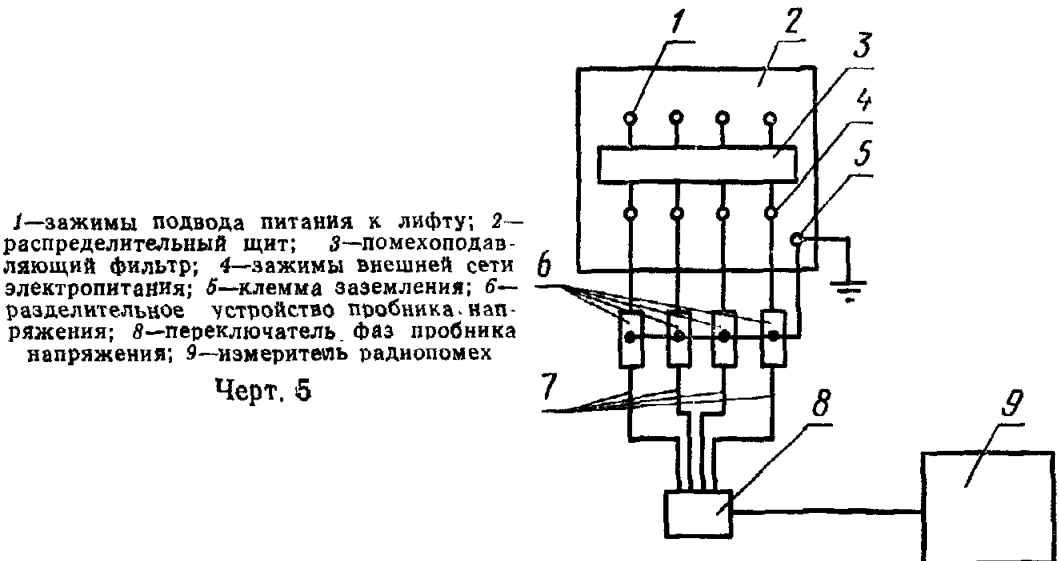 1 2
3
1—зажимы подвода питания к лифту; 2—
распределительный щит; 3—помехоподав-
ляющий фильтр; 4—зажимы внешней сети
электропитания; 5—клемма заземления; 6—
разделительное устройство пробника нап-
ряжения; 8—переключатель фаз пробника
напряжения; 9—измеритель радиопомех
Черт. 5
4
5
6
7
8
9